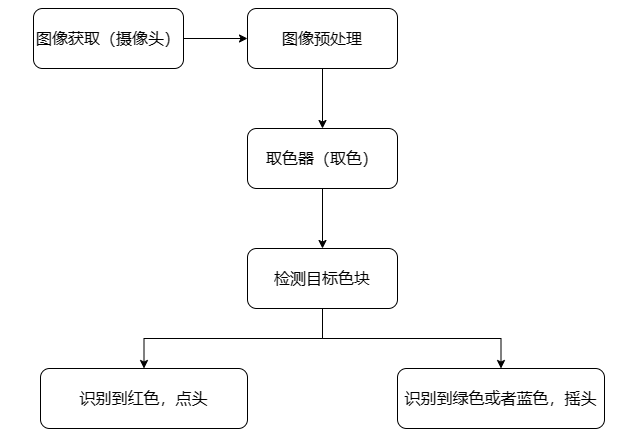 图像获取（摄像头）
图像预处理
取色器（取色）
检测目标色块
识别到红色，点头
识别到绿色或者蓝色，摇头